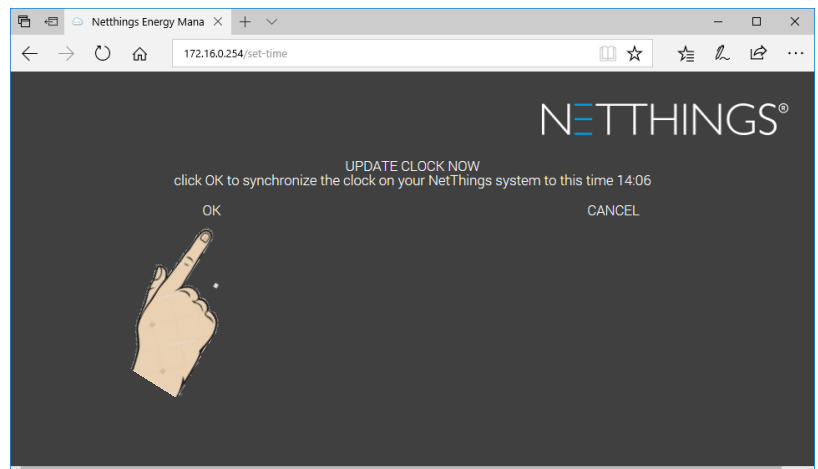 Netthings Energy Mana
172.16.0.254/set-time
NETTHINGS®
UPDATE CLOCK NOW
click OK to synchronize the clock on your NetThings system to this time 14:06
OK CANCEL